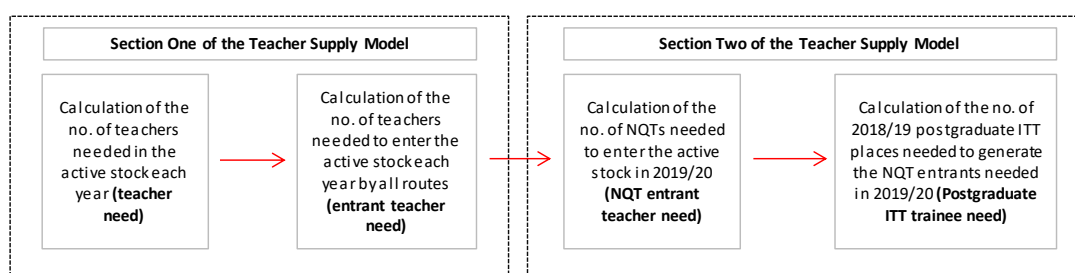 Section One of the Teacher Supply Model
Calculation of the
no. of teachers
needed in the
active stock each
year (teacher
need)
Calculation of the
no. of teachers
needed to enter the
active stock each
year by all routes
(entrant teacher
need)
Section Two of the Teacher Supply Model
Calculation of the
no. of NQTs needed
to enter the active
stock in 2019/20
(NQT entrant
teacher need)
Calculation of the no. of
2018/19 postgraduate ITT
places needed to generate
the NQT entrants needed
in 2019/20 (Postgraduate
ITT trainee need)